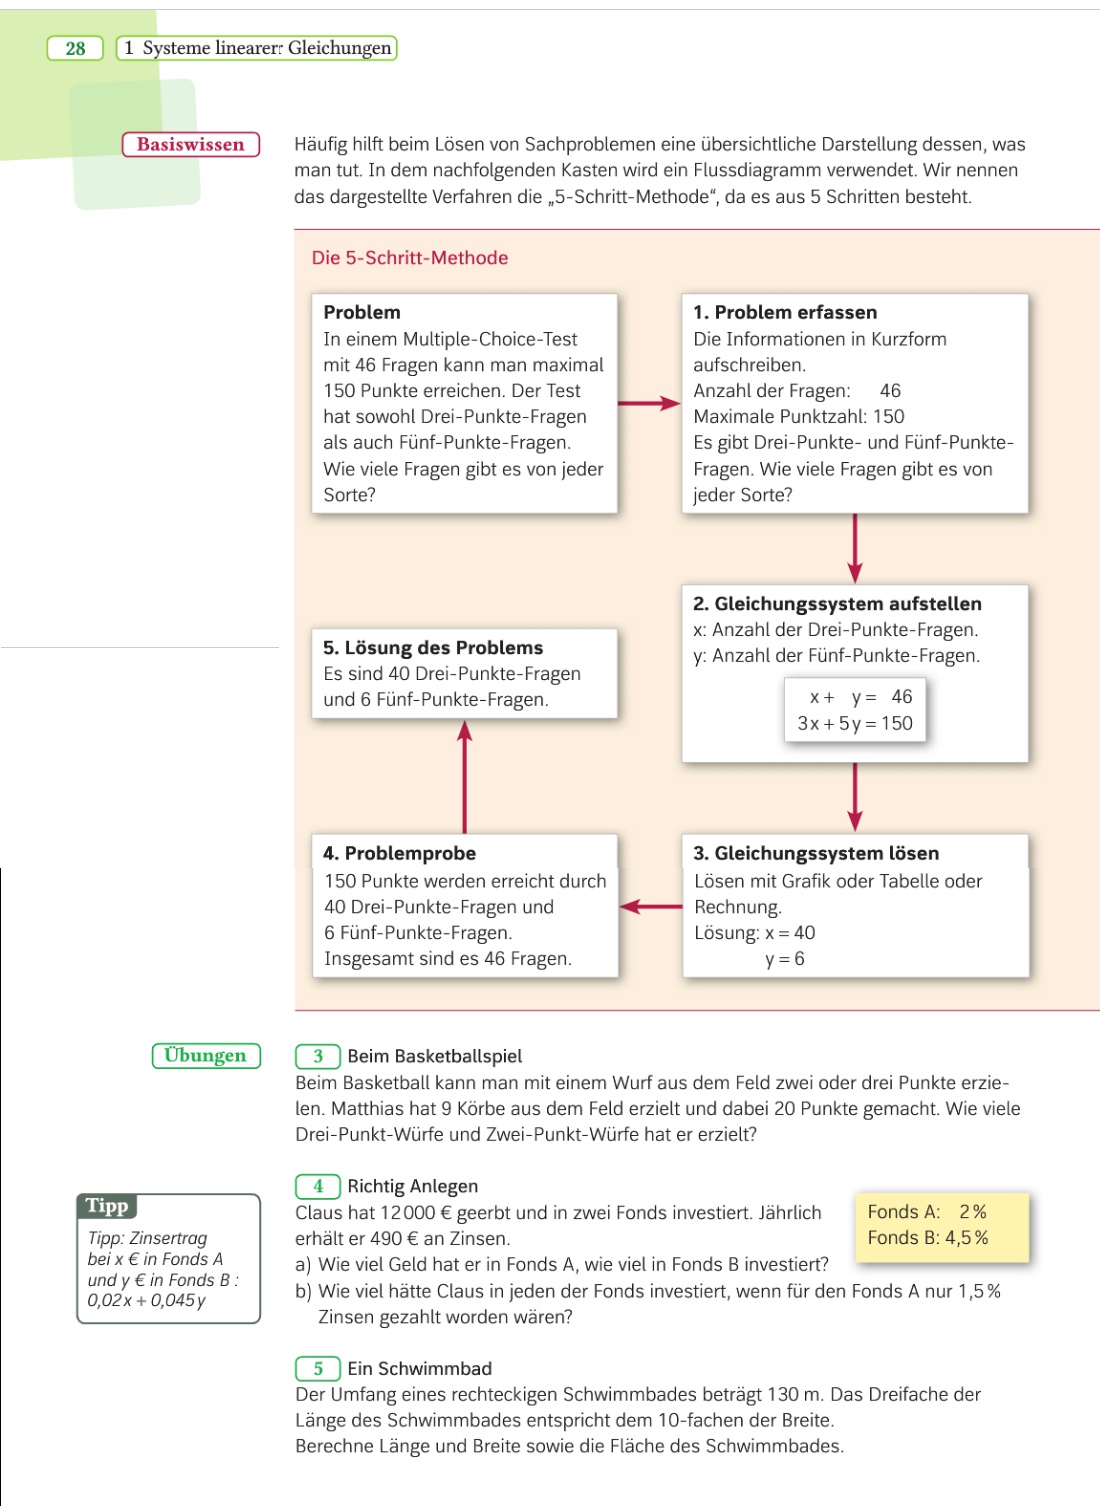 28
1 Systeme linearer Gleichungen
Basiswissen
Häufig hilft beim Lösen von Sachproblemen eine übersichtliche Darstellung dessen, was
man tut. In dem nachfolgenden Kasten wird ein Flussdiagramm verwendet. Wir nennen
das dargestellte Verfahren die „5-Schritt-Methode“, da es aus 5 Schritten besteht.
Die 5-Schritt-Methode
Problem
In einem Multiple-Choice-Test
mit 46 Fragen kann man maximal
150 Punkte erreichen. Der Test
hat sowohl Drei-Punkte-Fragen
als auch Fünf-Punkte-Fragen.
Wie viele Fragen gibt es von jeder
Sorte?
1. Problem erfassen
Die Informationen in Kurzform
aufschreiben.
Anzahl der Fragen: 46
Maximale Punktzahl: 150
Es gibt Drei-Punkte- und Fünf-Punkte-
Fragen. Wie viele Fragen gibt es von
jeder Sorte?
2. Gleichungssystem aufstellen
x: Anzahl der Drei-Punkte-Fragen.
y: Anzahl der Fünf-Punkte-Fragen.
x + y = 46
3x + 5y = 150
3. Gleichungssystem lösen
Lösen mit Grafik oder Tabelle oder
Rechnung.
Lösung: x = 40
y = 6
4. Problemprobe
150 Punkte werden erreicht durch
40 Drei-Punkte-Fragen und
6 Fünf-Punkte-Fragen.
Insgesamt sind es 46 Fragen.
5. Lösung des Problems
Es sind 40 Drei-Punkte-Fragen
und 6 Fünf-Punkte-Fragen.
Übungen
3 Beim Basketballspiel
Beim Basketball kann man mit einem Wurf aus dem Feld zwei oder drei Punkte erzie-
len. Matthias hat 9 Körbe aus dem Feld erzielt und dabei 20 Punkte gemacht. Wie viele
Drei-Punkt-Würfe und Zwei-Punkt-Würfe hat er erzielt?
4 Richtig Anlegen
Claus hat 12 000 € geerbt und in zwei Fonds investiert. Jährlich
erhält er 490 € an Zinsen.
a) Wie viel Geld hat er in Fonds A, wie viel in Fonds B investiert?
b) Wie viel hätte Claus in jeden der Fonds investiert, wenn für den Fonds A nur 1,5 %
Zinsen gezahlt worden wären?
Fonds A: 2 %
Fonds B: 4,5 %
Tipp
Tipp: Zinsertrag
bei x € in Fonds A
und y € in Fonds B :
0,02x + 0,045y
5 Ein Schwimmbad
Der Umfang eines rechteckigen Schwimmbades beträgt 130 m. Das Dreifache der
Länge des Schwimmbades entspricht dem 10-fachen der Breite.
Berechne Länge und Breite sowie die Fläche des Schwimmbades.